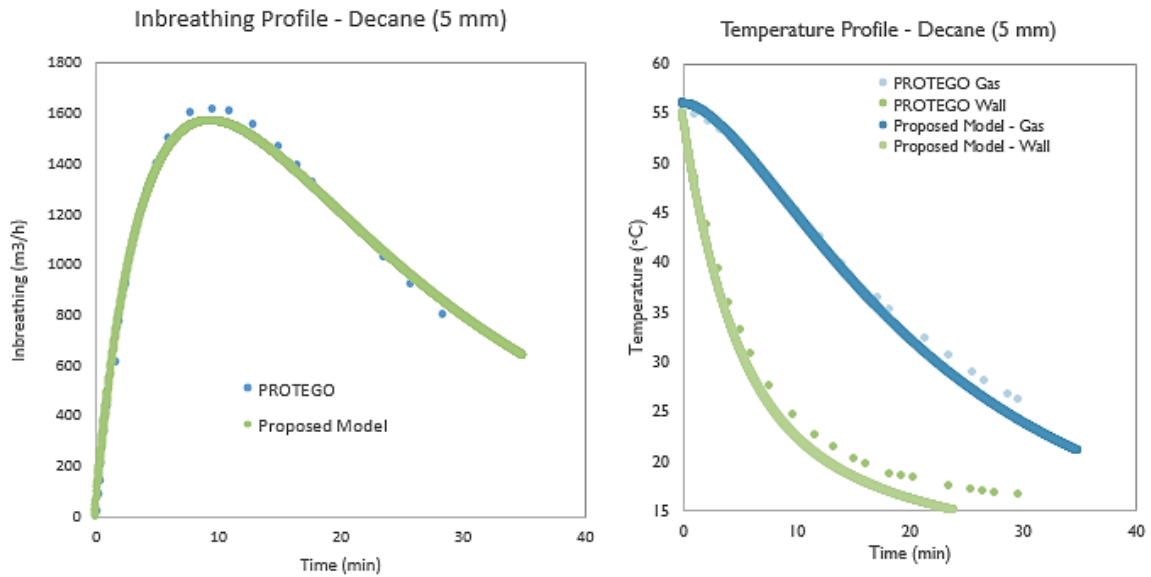 Inbreathing Profile - Decane (5 mm)
1800
1600
1400
1200
1000
800
600
400
200
0
Inbreathing (m3/h)
PROTEGO
Proposed Model
0
10
20
30
40
Time (min)
Temperature Profile - Decane (5 mm)
60
55
50
45
40
35
30
25
20
15
Temperature (°C)
PROTEGO Gas
PROTEGO Wall
Proposed Model - Gas
Proposed Model - Wall
0
10
20
30
40
Time (min)